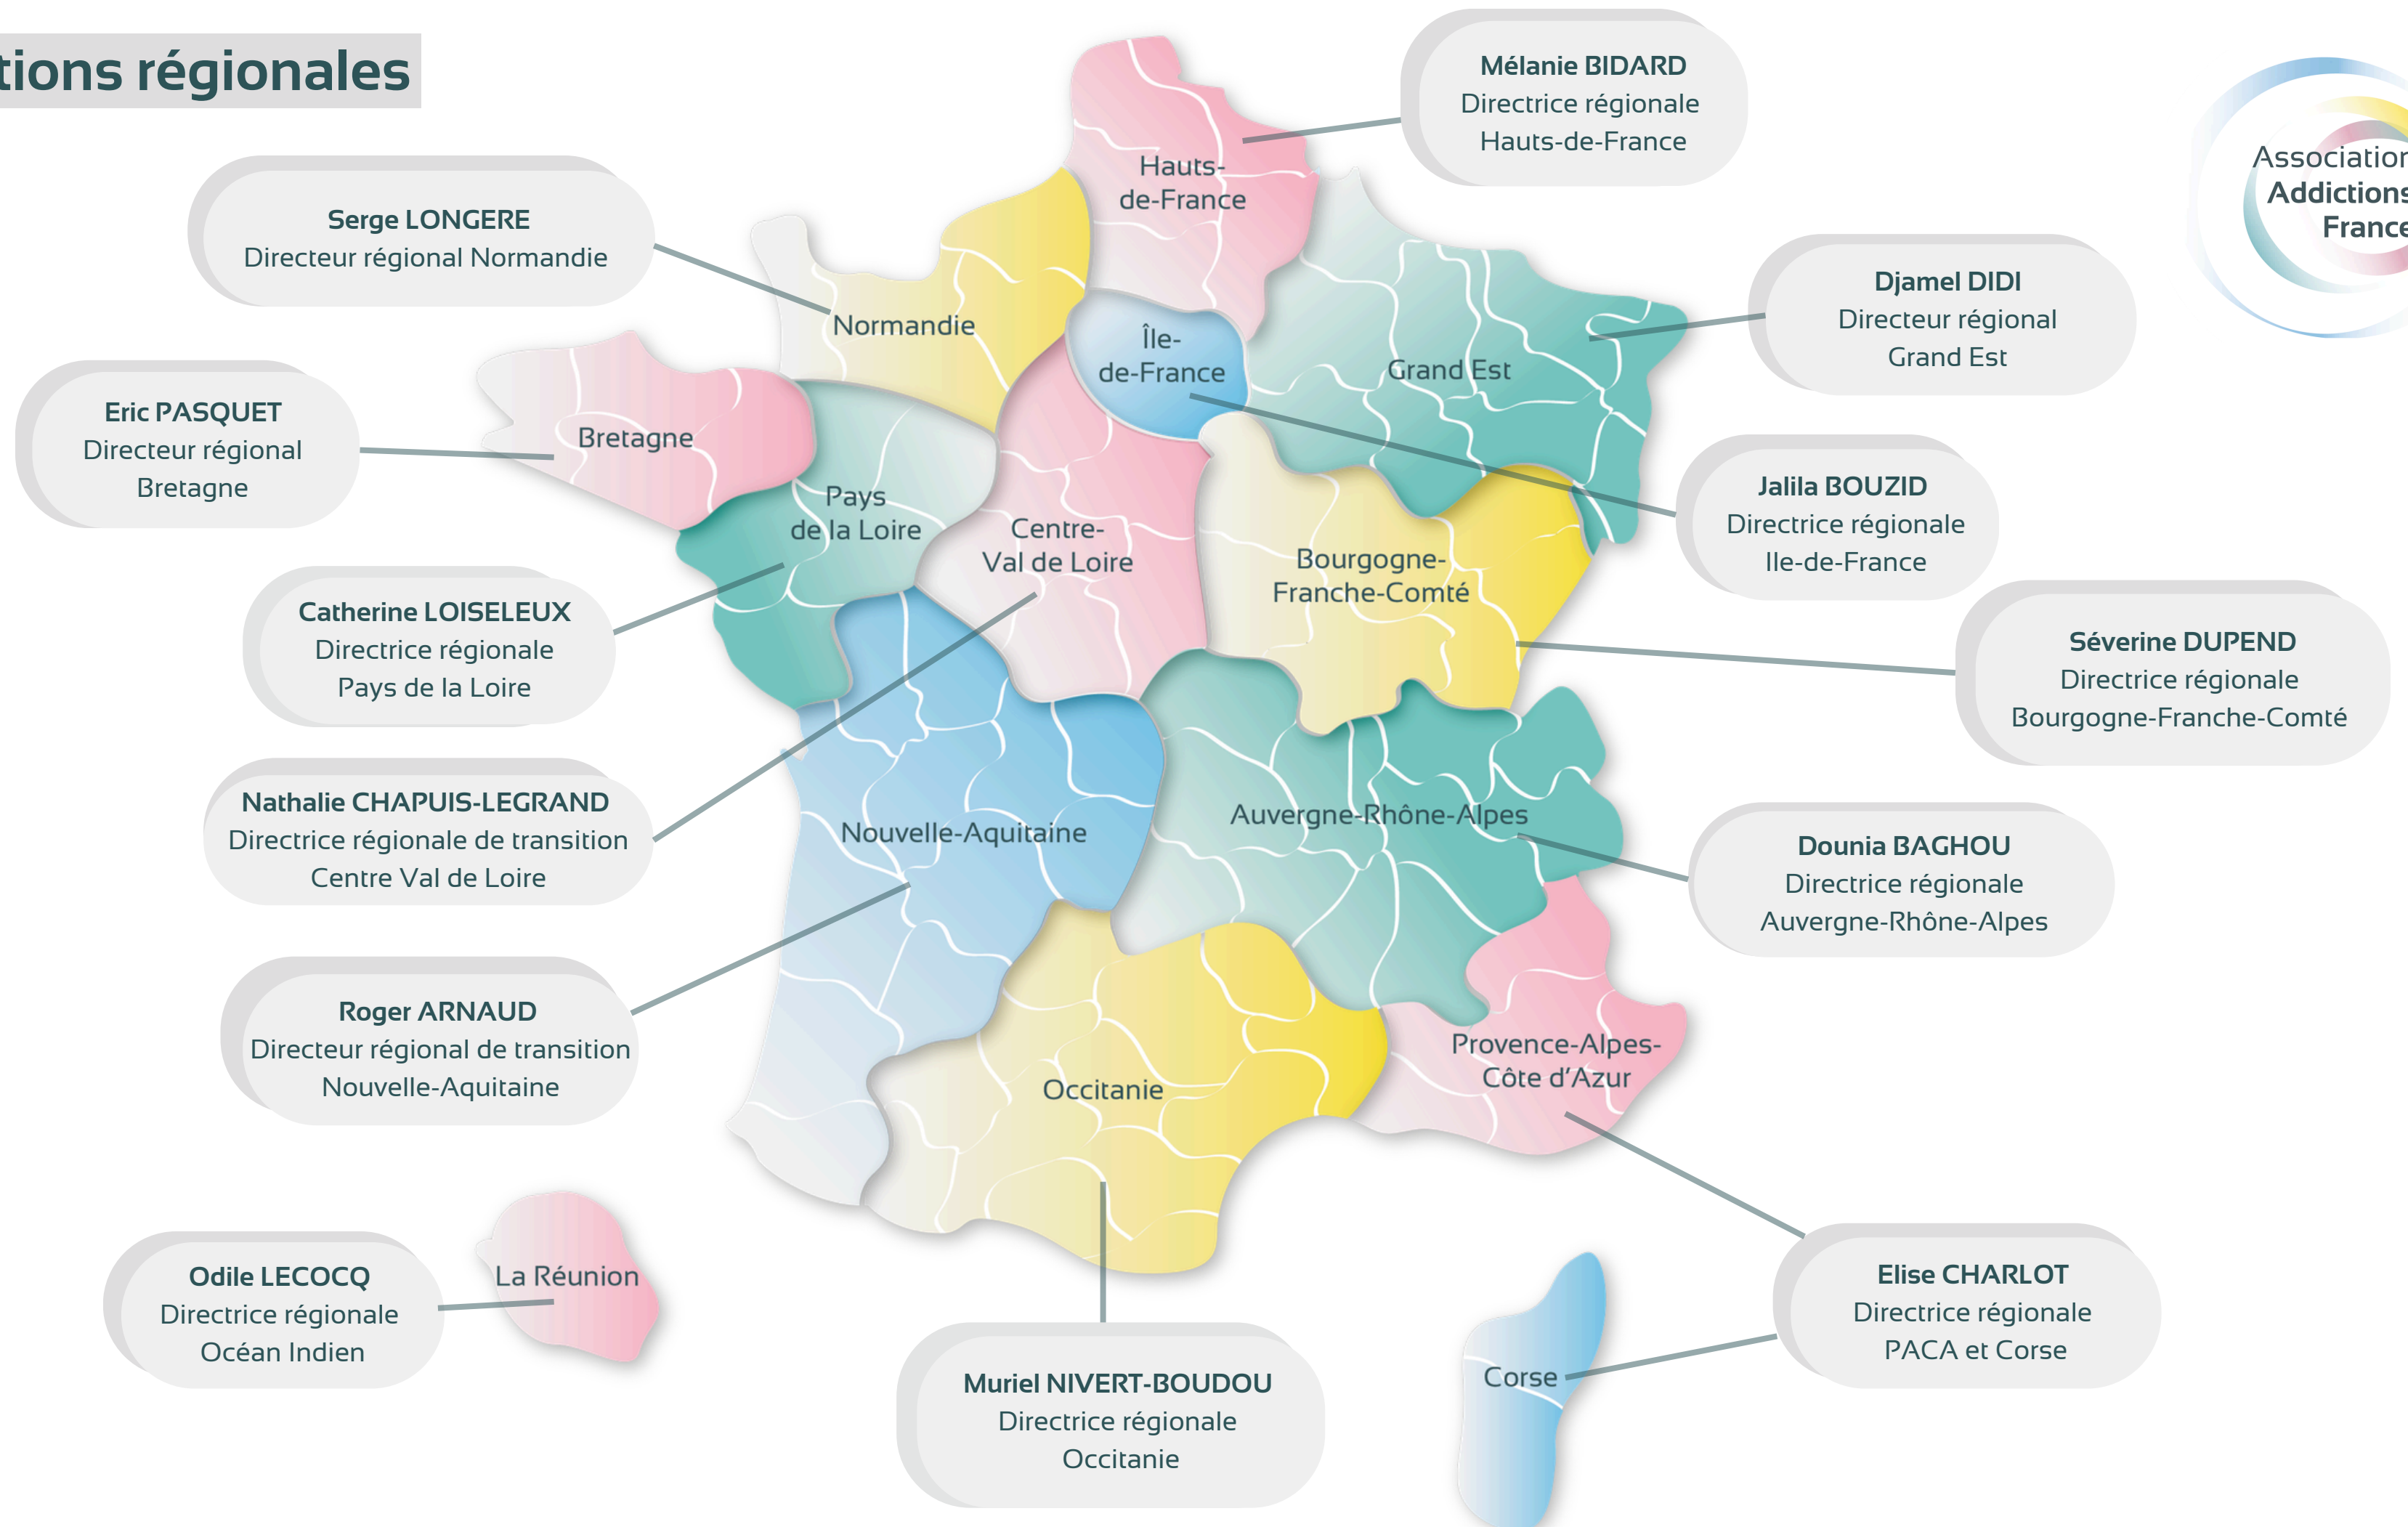 tions régionales
Mélanie BIDARD
Directrice régionale
Hauts-de-France
Association
Addictions
France
Serge LONGERE
Directeur régional Normandie
Hauts-
de-France
Djamel DIDI
Directeur régional
Grand Est
Normandie
Île-
de-France
Grand Est
Eric PASQUET
Directeur régional
Bretagne
Bretagne
Pays
de la Loire
Centre-
Val de Loire
Bourgogne-
Franche-Comté
Jalila BOUZID
Directrice régionale
Ile-de-France
Catherine LOISELEUX
Directrice régionale
Pays de la Loire
Séverine DUPEND
Directrice régionale
Bourgogne-Franche-Comté
Nathalie CHAPUIS-LEGRAND
Directrice régionale de transition
Centre Val de Loire
Nouvelle-Aquitaine
Auvergne-Rhône-Alpes
Dounia BAGHOU
Directrice régionale
Auvergne-Rhône-Alpes
Roger ARNAUD
Directeur régional de transition
Nouvelle-Aquitaine
Occitanie
Provence-Alpes-
Côte d’Azur
Odile LECOCQ
Directrice régionale
Océan Indien
La Réunion
Elise CHARLOT
Directrice régionale
PACA et Corse
Muriel NIVERT-BOUDOU
Directrice régionale
Occitanie
Corse